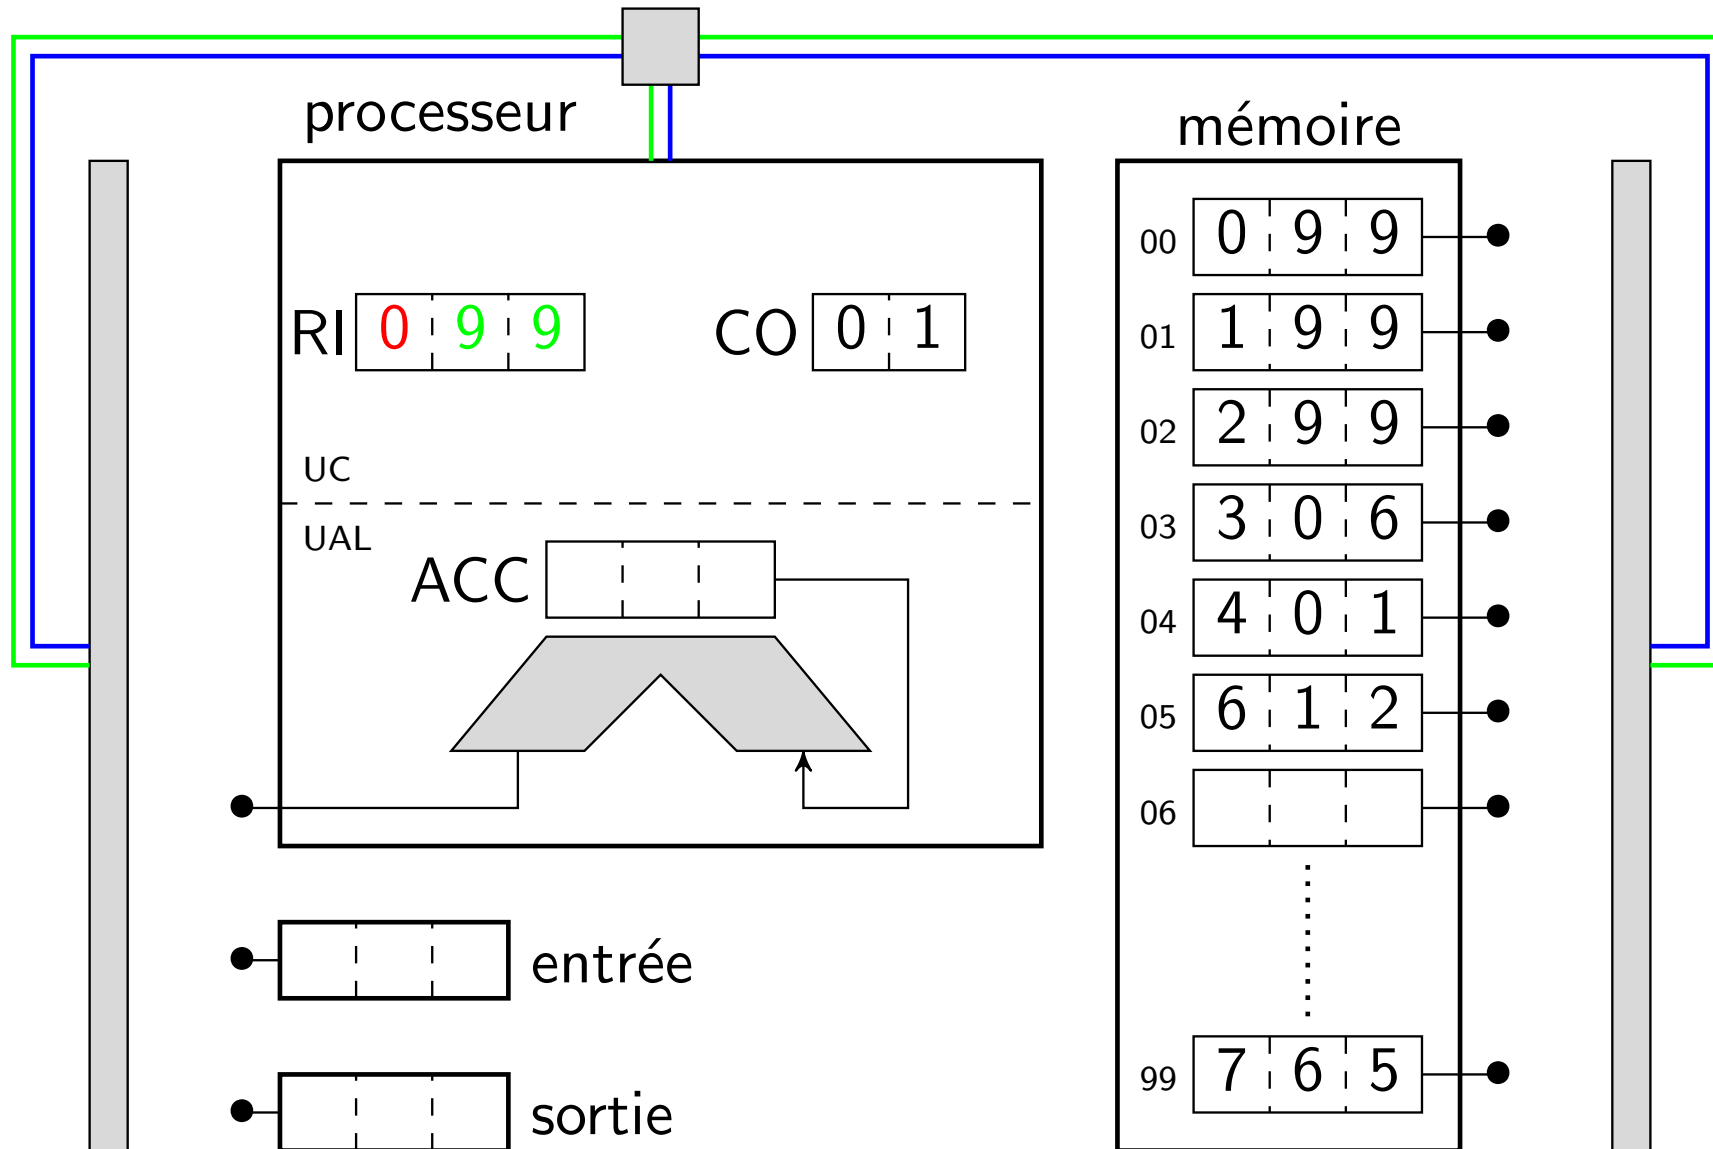 processeur
mémoire
RI 0 9 9
CO 0 1
UC
UAL
ACC
entrée
sortie
00 0 9 9
01 1 9 9
02 2 9 9
03 3 0 6
04 4 0 1
05 6 1 2
06
99 7 6 5